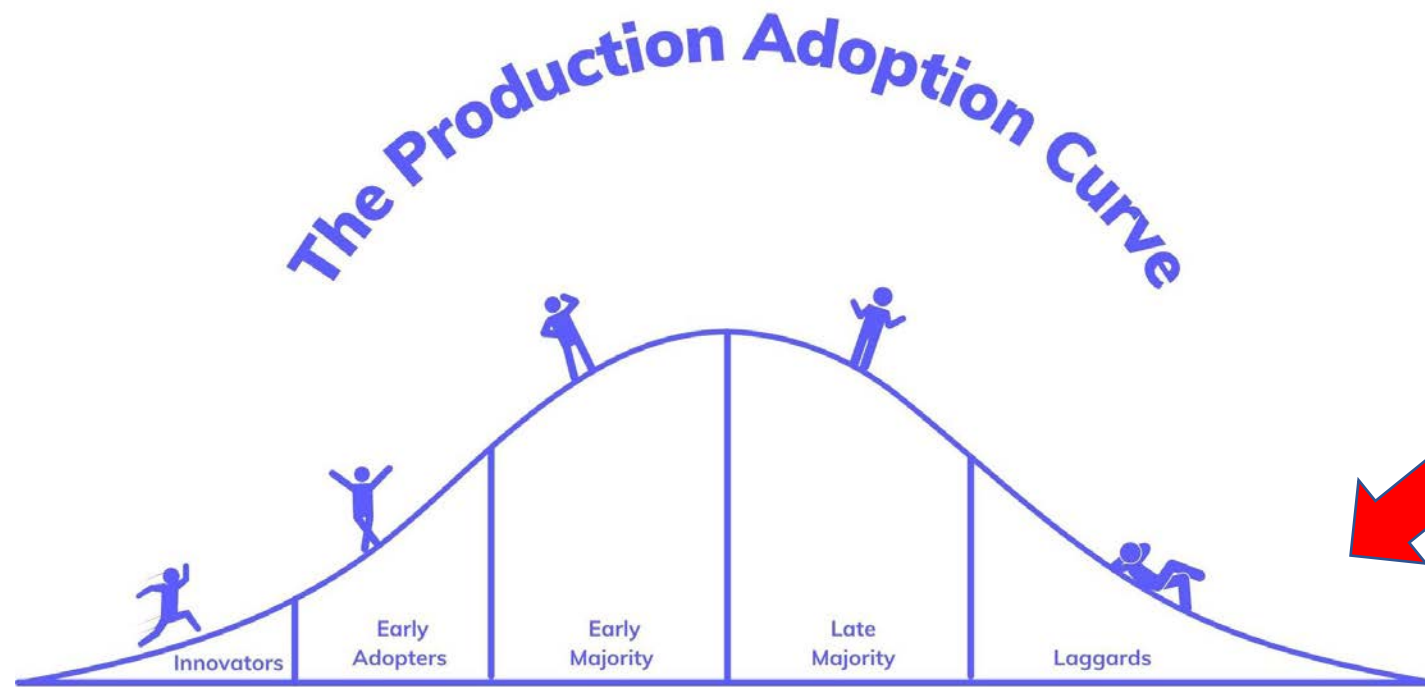 The Production Adoption Curve
Innovators
Early
Adopters
Early
Majority
Late
Majority
Laggards